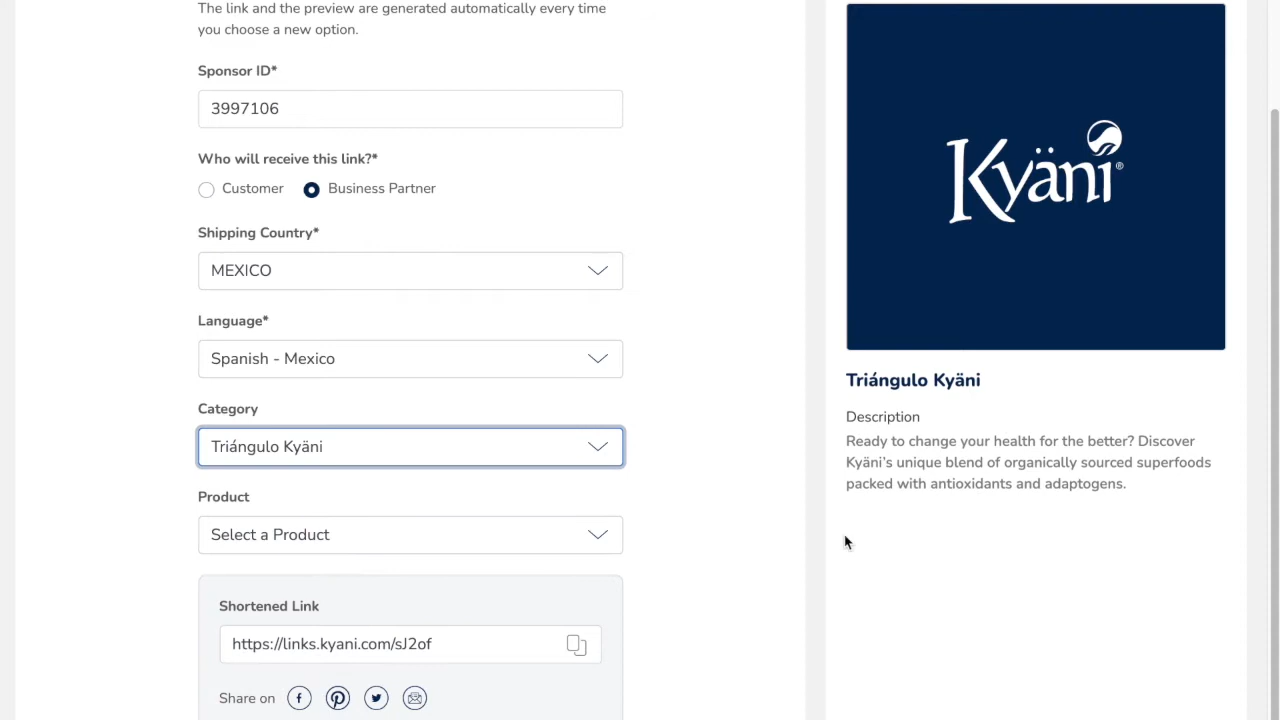 The link and the preview are generated automatically every time
you choose a new option.
Sponsor ID*
3997106
Who will receive this link?*
Customer
Business Partner
Shipping Country*
MEXICO
Language*
Spanish - Mexico
Category
Triángulo Kyäni
Product
Select a Product
Shortened Link
https://links.kyani.com/sJ2of
Share on
Kyäni®
Triángulo Kyäni
Description
Ready to change your health for the better? Discover
Kyäni’s unique blend of organically sourced superfoods
packed with antioxidants and adaptogens.